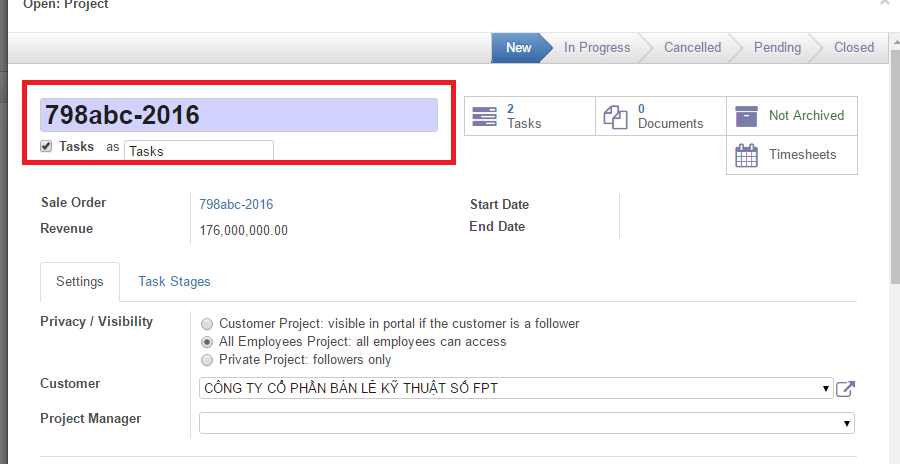 Open: Project
New In Progress Cancelled Pending Closed
798abc-2016
Tasks as Tasks
2 Tasks
0 Documents
Not Archived
Timesheets
Sale Order 798abc-2016
Revenue 176,000,000.00
Start Date
End Date
Settings Task Stages
Privacy / Visibility
Customer Project: visible in portal if the customer is a follower
All Employees Project: all employees can access
Private Project: followers only
Customer CÔNG TY CỔ PHẦN BÁN LẺ KỸ THUẬT SỐ FPT
Project Manager